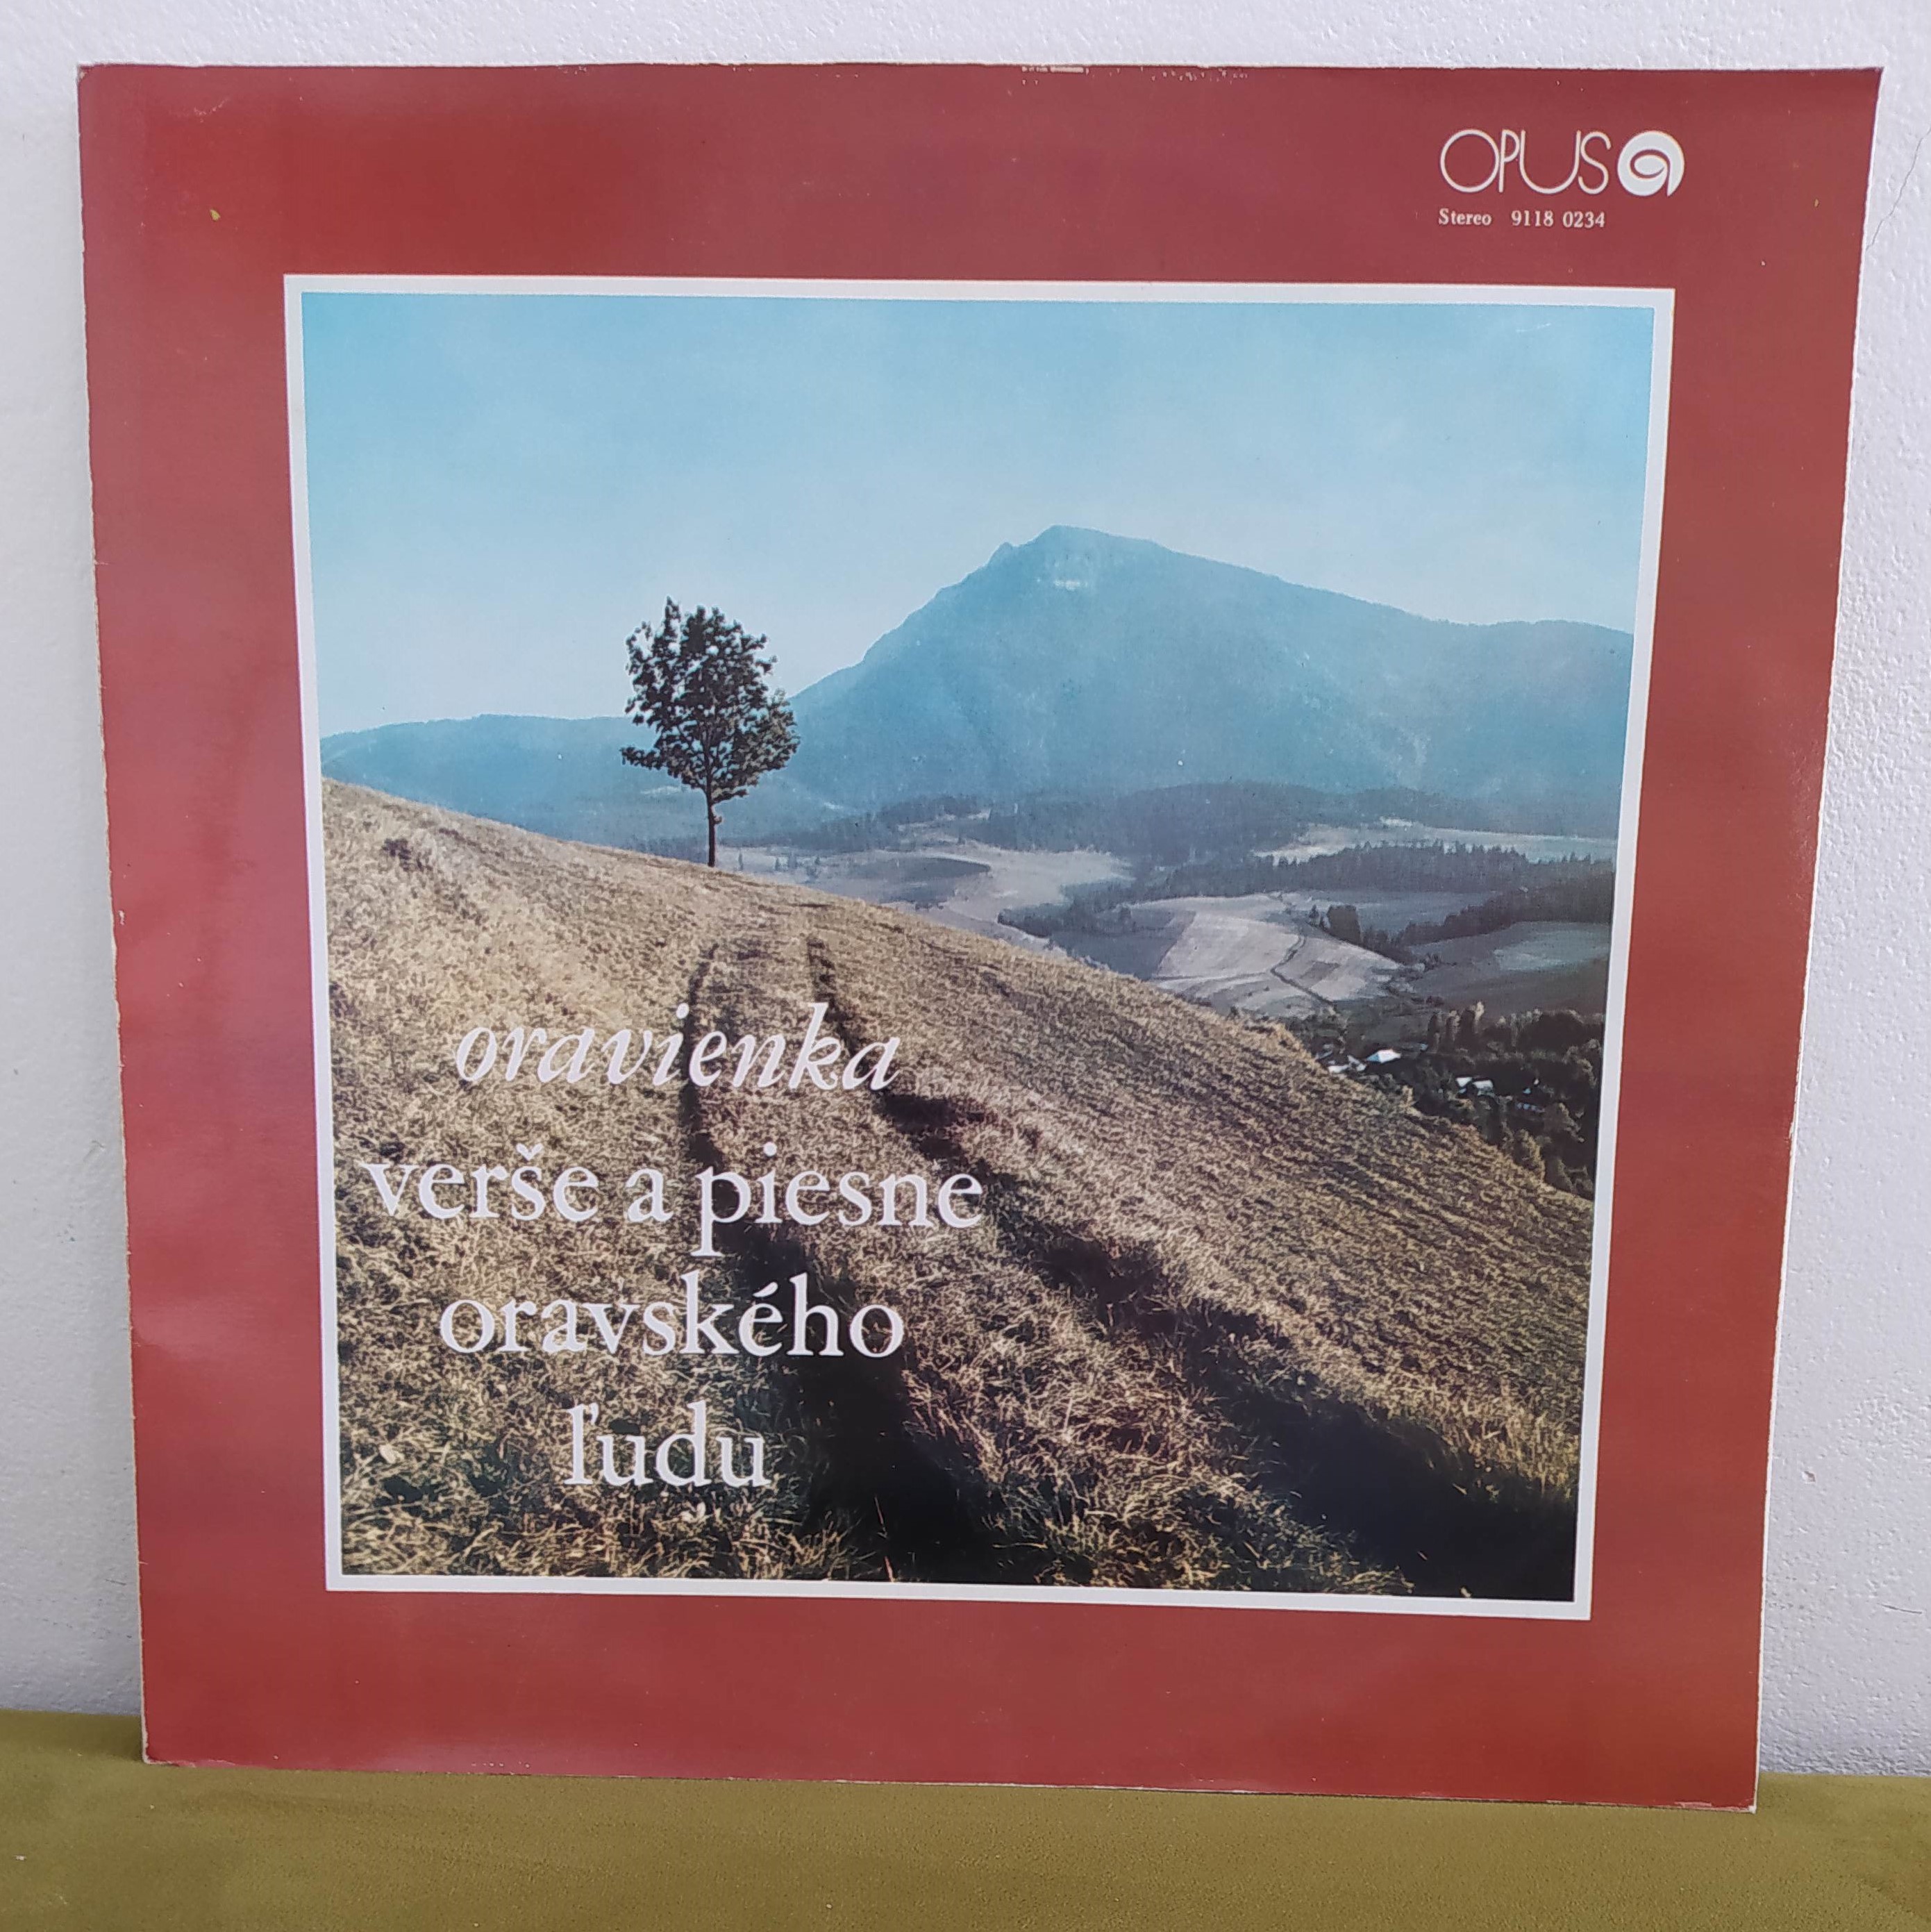 OPUS
Stereo 9118 0234
oravienka
verše a piesne
oravského
ľudu